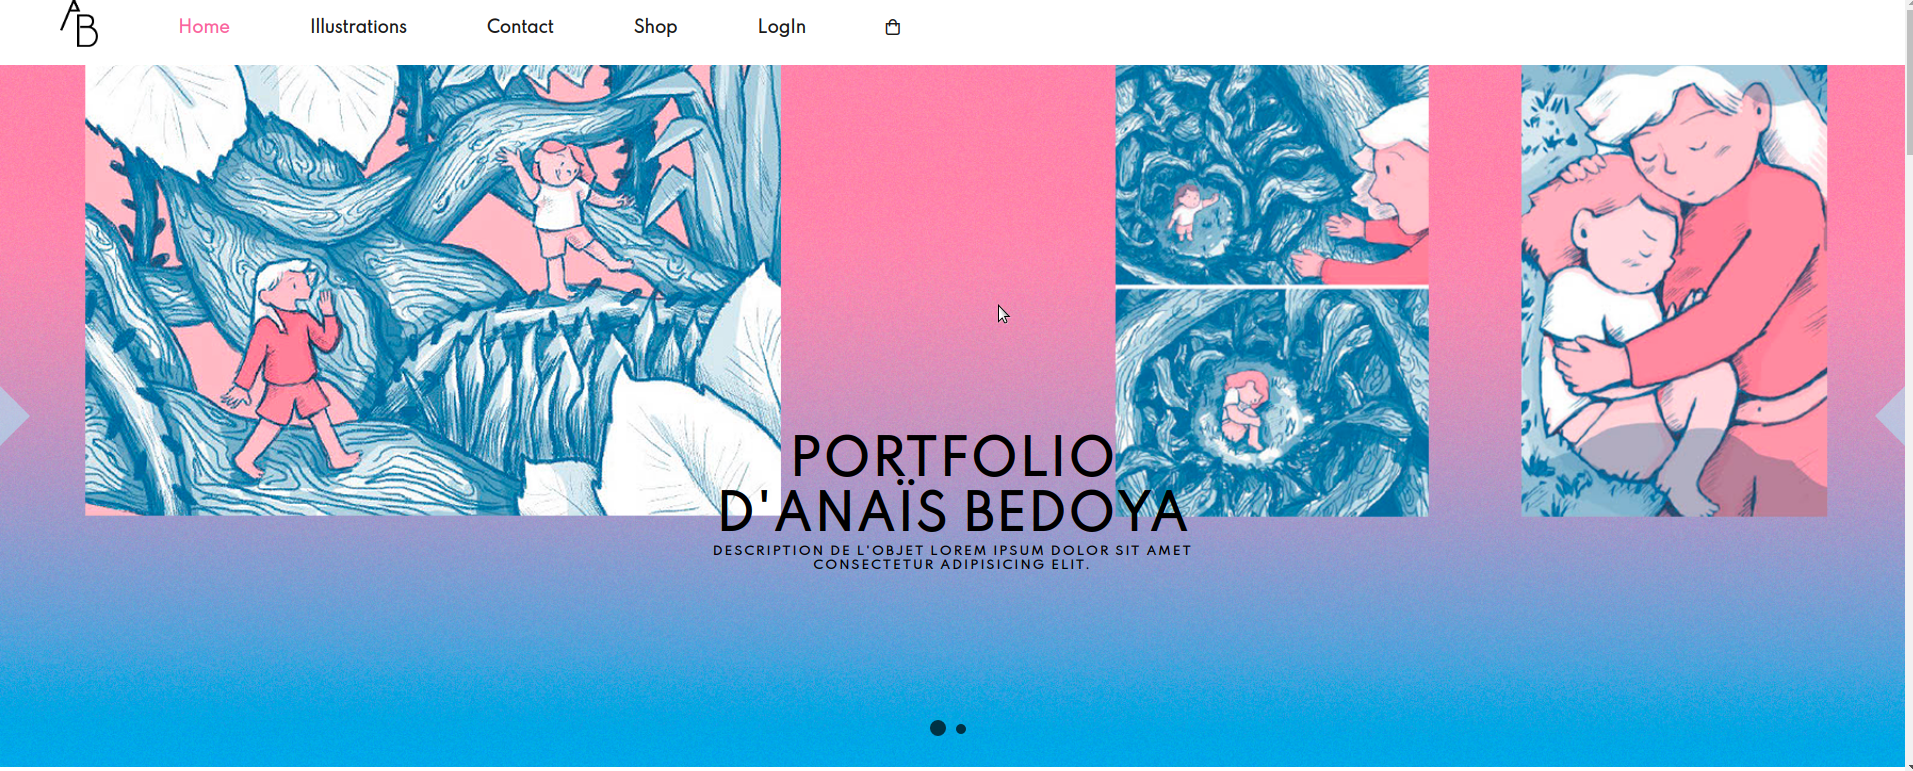 AB
Home Illustrations Contact Shop LogIn
PORTFOLIO
D'ANAÏS BEDOYA
DESCRIPTION DE L'OBJET LOREM IPSUM DOLOR SIT AMET
CONSECTETUR ADIPISICING ELIT.